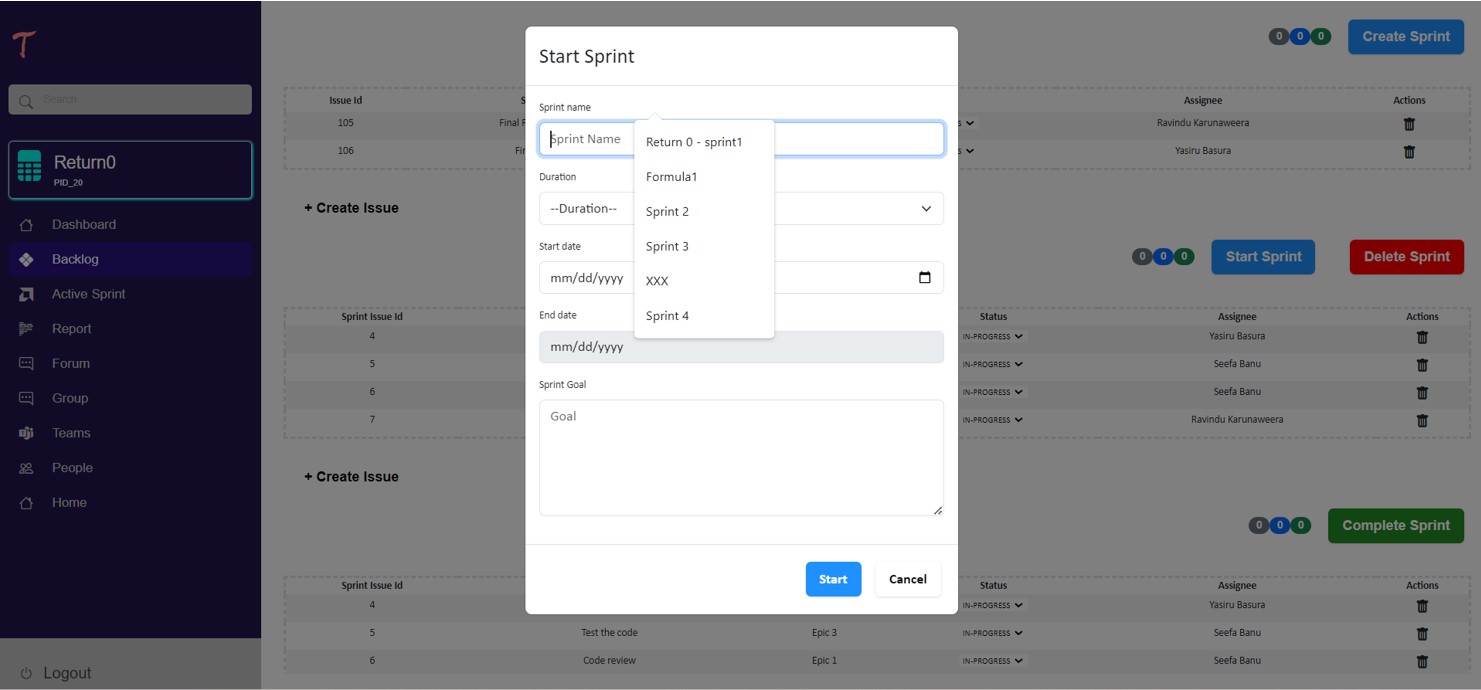 T
Search
Return0
PID_20
Dashboard
Backlog
Active Sprint
Report
Forum
Group
Teams
People
Home
Logout
0 0 0 Create Sprint
Issue Id Assignee Actions
105 Final Ravindu Karunaweera
106 Yasiru Basura
+ Create Issue
0 0 0 Start Sprint Delete Sprint
Sprint Issue Id Status Assignee Actions
4 IN-PROGRESS Yasiru Basura
5 IN-PROGRESS Seefa Banu
6 IN-PROGRESS Seefa Banu
7 IN-PROGRESS Ravindu Karunaweera
+ Create Issue
0 0 0 Complete Sprint
Sprint Issue Id Status Assignee Actions
4 IN-PROGRESS Yasiru Basura
5 Test the code Epic 3 IN-PROGRESS Seefa Banu
6 Code review Epic 1 IN-PROGRESS Seefa Banu
Start Sprint
Sprint name
Sprint Name
Return 0 - sprint1
Formula1
Sprint 2
Sprint 3
XXX
Sprint 4
Duration
--Duration--
Start date
mm/dd/yyyy
End date
mm/dd/yyyy
Sprint Goal
Goal
Start Cancel